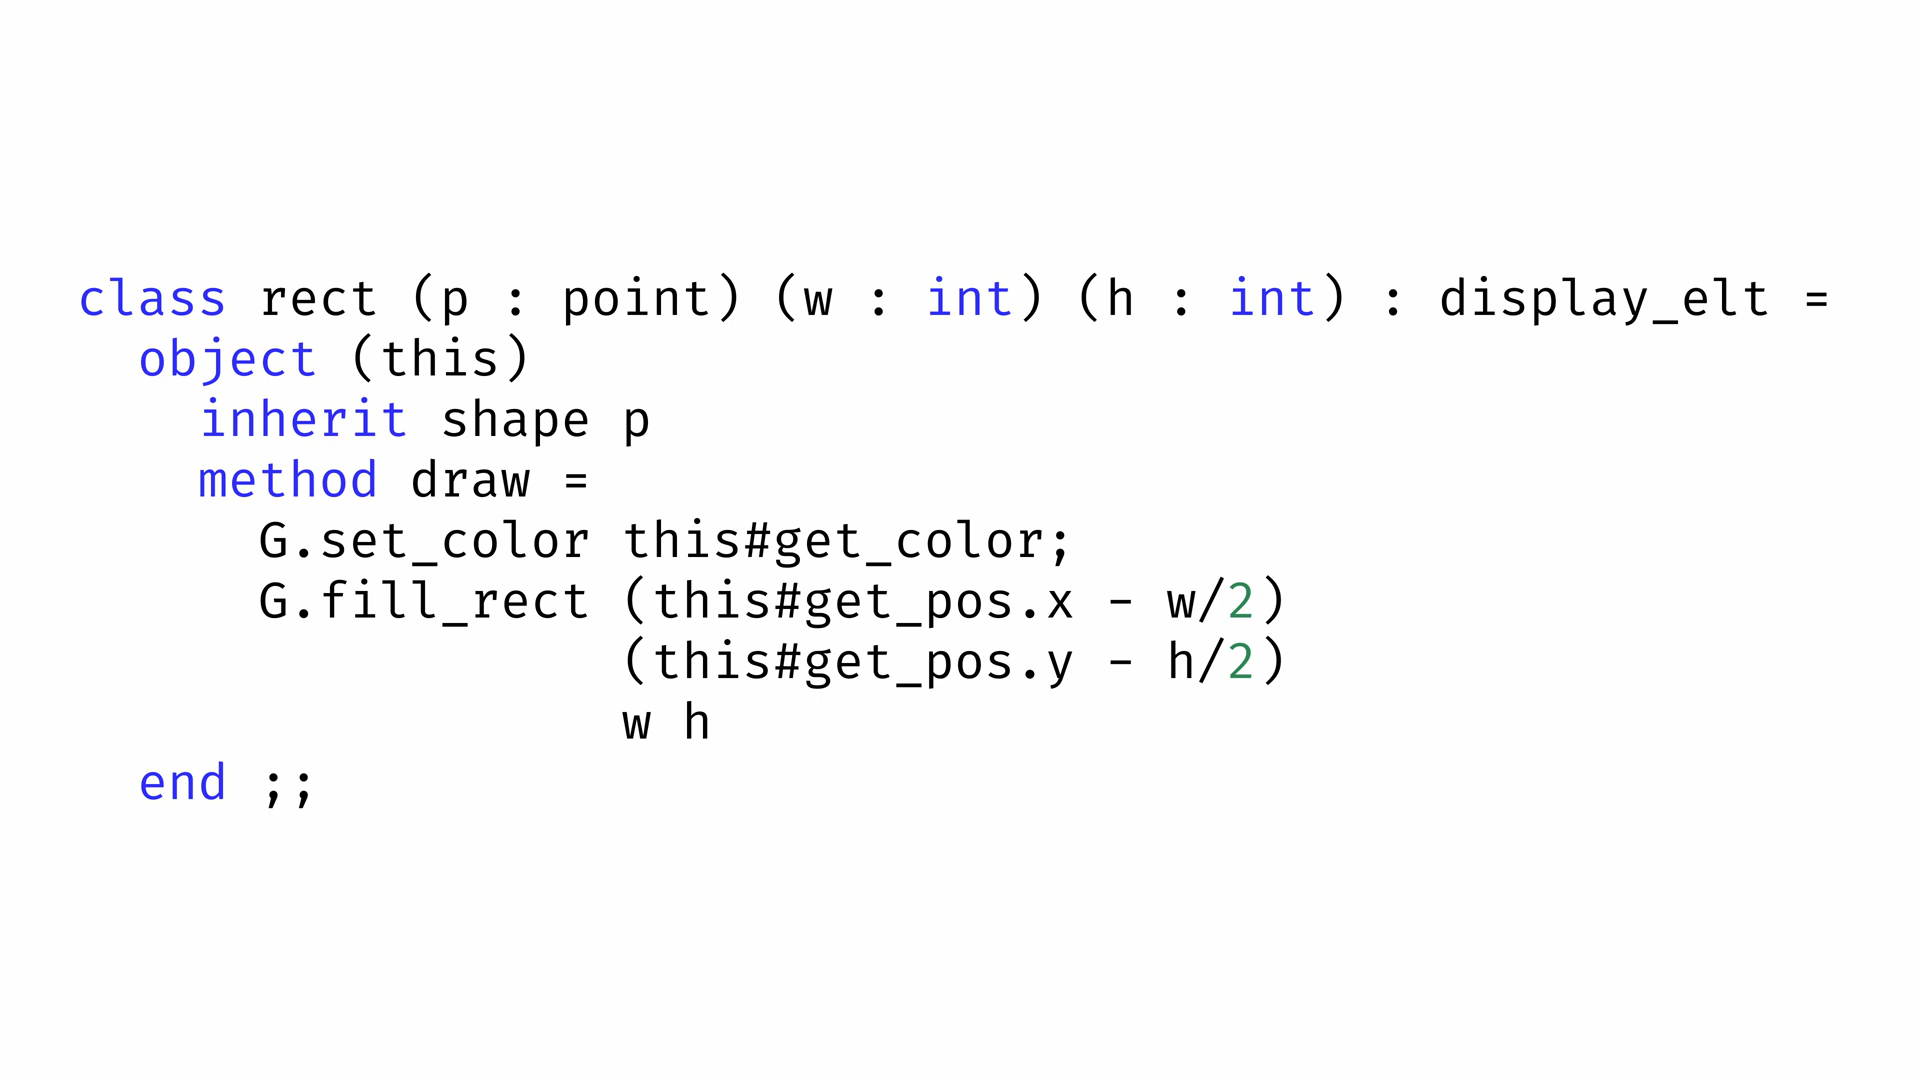 class rect (p : point) (w : int) (h : int) : display_elt =
  object (this)
    inherit shape p
    method draw =
      G.set_color this#get_color;
      G.fill_rect (this#get_pos.x - w/2)
                  (this#get_pos.y - h/2)
                  w h
  end ;;